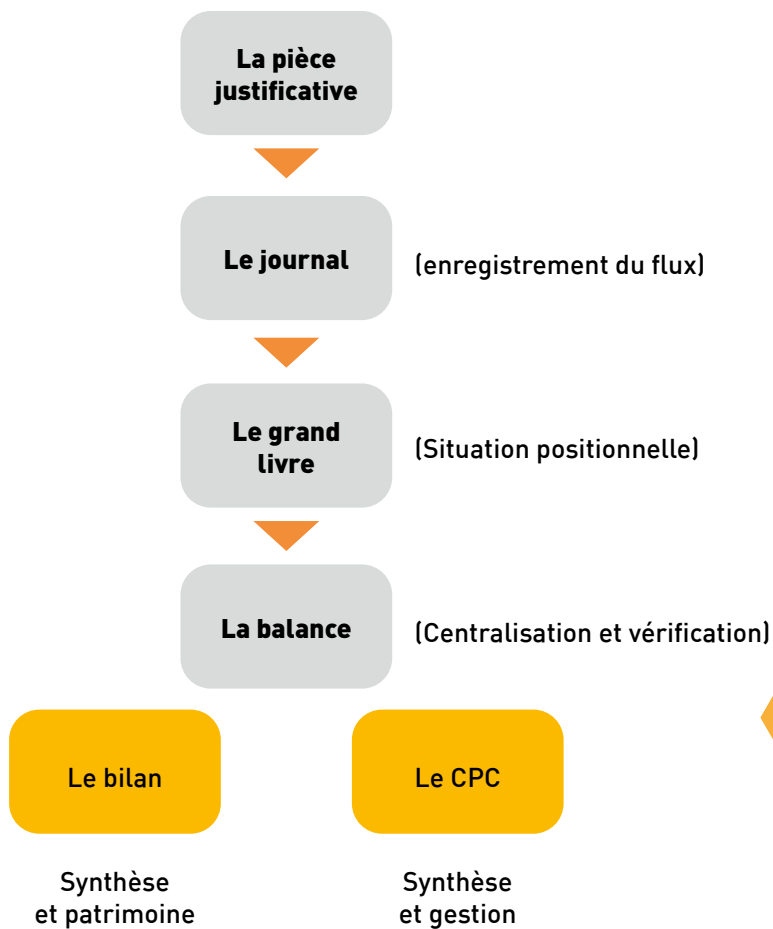 La pièce
justificative
Le journal
(enregistrement du flux)
Le grand
livre
(Situation positionnelle)
La balance
(Centralisation et vérification)
Le bilan
Le CPC
Synthèse
et patrimoine
Synthèse
et gestion